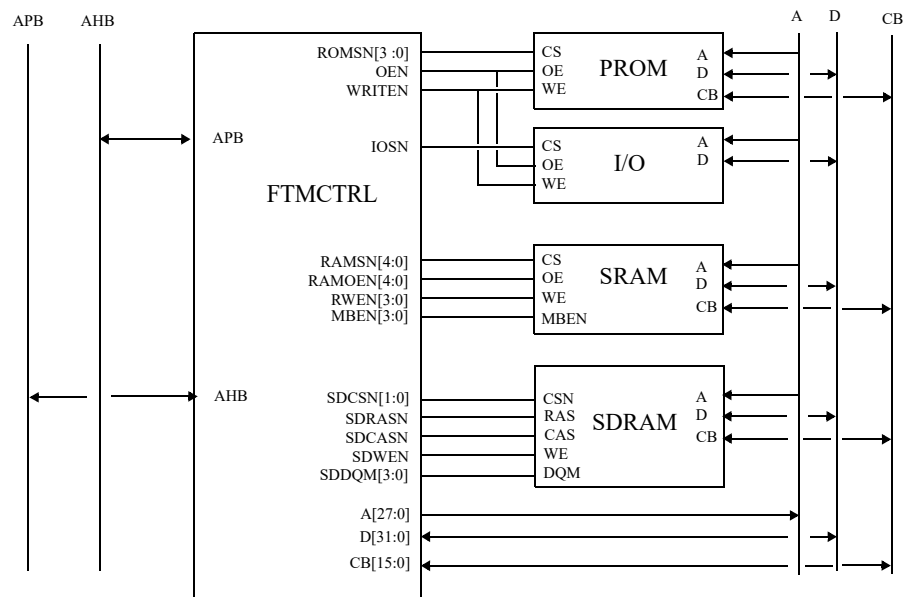 APB AHB A D CB
ROMSN[3 :0] CS PROM A
OEN OE D
WRITEN WE CB
APB
IOSN CS I/O A
OE D
WE
FTMCTRL
RAMSN[4:0] CS SRAM A
RAMOEN[4:0] OE D
RWEN[3:0] WE CB
MBEN[3:0] MBEN
AHB
SDCSN[1:0] CSN SDRAM A
SDRASN RAS D
SDCASN CAS CB
SDWEN WE
SDDQM[3:0] DQM
A[27:0]
D[31:0]
CB[15:0]